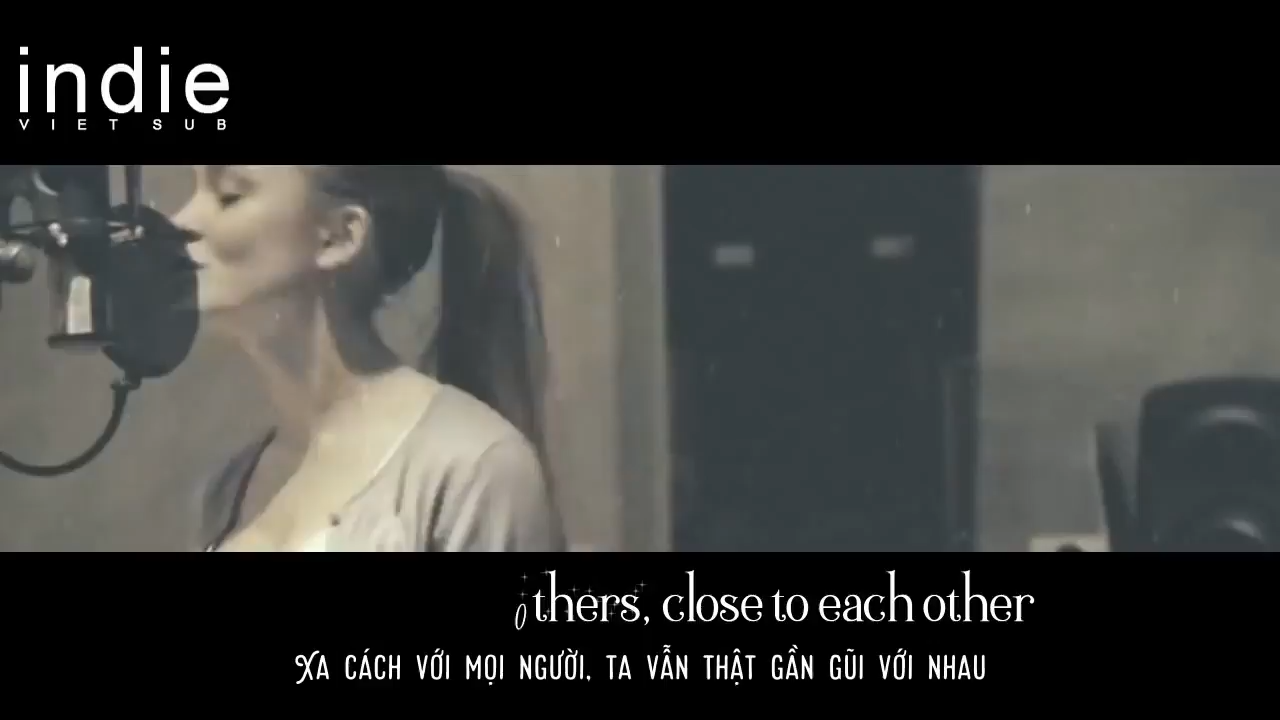 indie
VIET SUB
others, close to each other
XA CÁCH VỚI MỌI NGƯỜI, TA VẪN THẬT GẦN GŨI VỚI NHAU